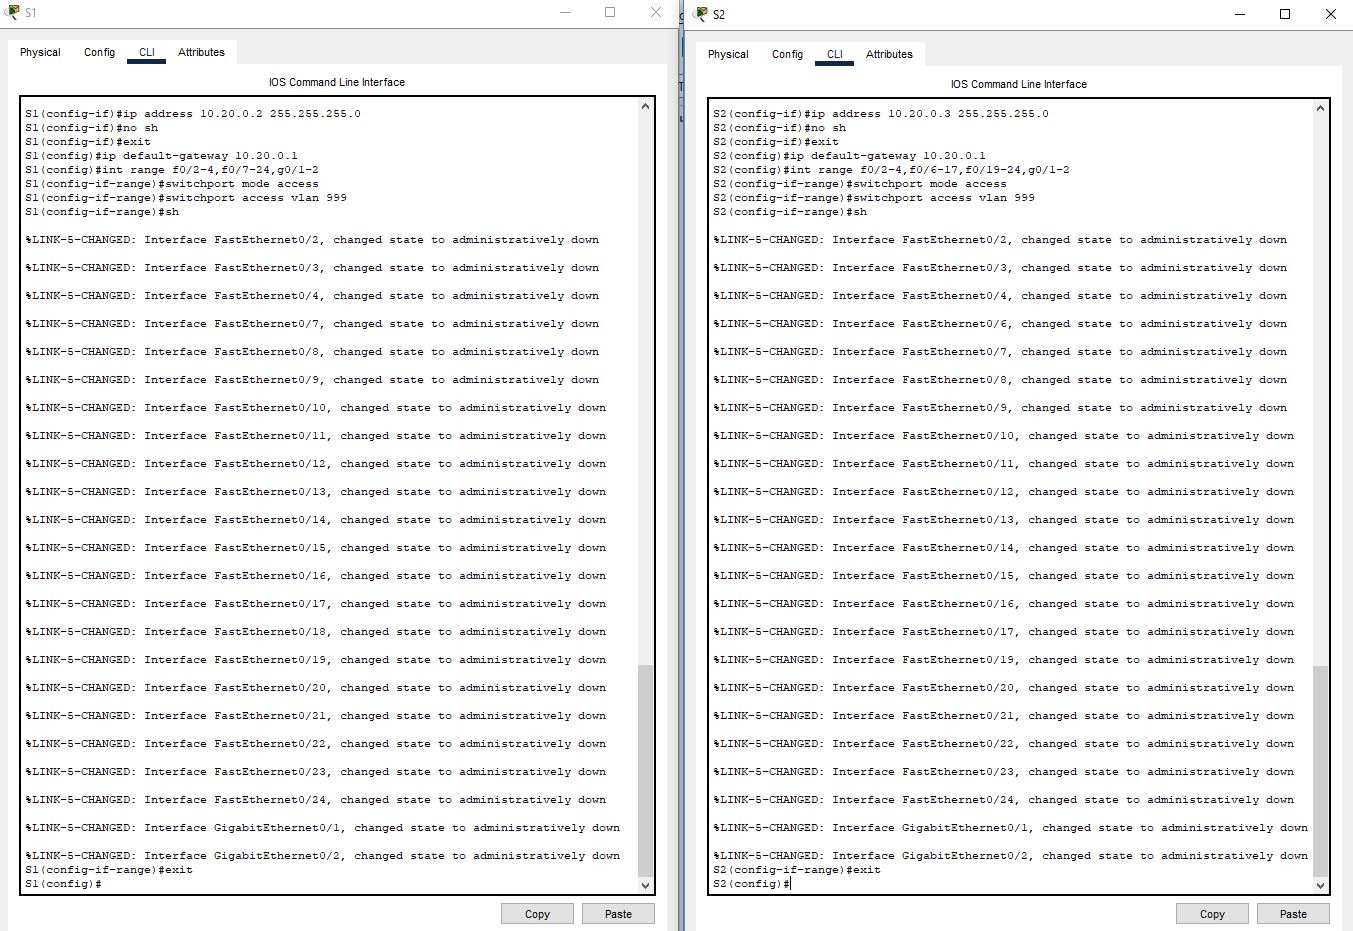 S1
Physical Config CLI Attributes
IOS Command Line Interface
S1(config-if)#ip address 10.20.0.2 255.255.255.0
S1(config-if)#no sh
S1(config-if)#exit
S1(config)#ip default-gateway 10.20.0.1
S1(config)#int range f0/2-4,f0/7-24,g0/1-2
S1(config-if-range)#switchport mode access
S1(config-if-range)#switchport access vlan 999
S1(config-if-range)#sh
%LINK-5-CHANGED: Interface FastEthernet0/2, changed state to administratively down
%LINK-5-CHANGED: Interface FastEthernet0/3, changed state to administratively down
%LINK-5-CHANGED: Interface FastEthernet0/4, changed state to administratively down
%LINK-5-CHANGED: Interface FastEthernet0/7, changed state to administratively down
%LINK-5-CHANGED: Interface FastEthernet0/8, changed state to administratively down
%LINK-5-CHANGED: Interface FastEthernet0/9, changed state to administratively down
%LINK-5-CHANGED: Interface FastEthernet0/10, changed state to administratively down
%LINK-5-CHANGED: Interface FastEthernet0/11, changed state to administratively down
%LINK-5-CHANGED: Interface FastEthernet0/12, changed state to administratively down
%LINK-5-CHANGED: Interface FastEthernet0/13, changed state to administratively down
%LINK-5-CHANGED: Interface FastEthernet0/14, changed state to administratively down
%LINK-5-CHANGED: Interface FastEthernet0/15, changed state to administratively down
%LINK-5-CHANGED: Interface FastEthernet0/16, changed state to administratively down
%LINK-5-CHANGED: Interface FastEthernet0/17, changed state to administratively down
%LINK-5-CHANGED: Interface FastEthernet0/18, changed state to administratively down
%LINK-5-CHANGED: Interface FastEthernet0/19, changed state to administratively down
%LINK-5-CHANGED: Interface FastEthernet0/20, changed state to administratively down
%LINK-5-CHANGED: Interface FastEthernet0/21, changed state to administratively down
%LINK-5-CHANGED: Interface FastEthernet0/22, changed state to administratively down
%LINK-5-CHANGED: Interface FastEthernet0/23, changed state to administratively down
%LINK-5-CHANGED: Interface FastEthernet0/24, changed state to administratively down
%LINK-5-CHANGED: Interface GigabitEthernet0/1, changed state to administratively down
%LINK-5-CHANGED: Interface GigabitEthernet0/2, changed state to administratively down
S1(config-if-range)#exit
S1(config)#
Copy Paste
S2
Physical Config CLI Attributes
IOS Command Line Interface
S2(config-if)#ip address 10.20.0.3 255.255.255.0
S2(config-if)#no sh
S2(config-if)#exit
S2(config)#ip default-gateway 10.20.0.1
S2(config)#int range f0/2-4,f0/6-17,f0/19-24,g0/1-2
S2(config-if-range)#switchport mode access
S2(config-if-range)#switchport access vlan 999
S2(config-if-range)#sh
%LINK-5-CHANGED: Interface FastEthernet0/2, changed state to administratively down
%LINK-5-CHANGED: Interface FastEthernet0/3, changed state to administratively down
%LINK-5-CHANGED: Interface FastEthernet0/4, changed state to administratively down
%LINK-5-CHANGED: Interface FastEthernet0/6, changed state to administratively down
%LINK-5-CHANGED: Interface FastEthernet0/7, changed state to administratively down
%LINK-5-CHANGED: Interface FastEthernet0/8, changed state to administratively down
%LINK-5-CHANGED: Interface FastEthernet0/9, changed state to administratively down
%LINK-5-CHANGED: Interface FastEthernet0/10, changed state to administratively down
%LINK-5-CHANGED: Interface FastEthernet0/11, changed state to administratively down
%LINK-5-CHANGED: Interface FastEthernet0/12, changed state to administratively down
%LINK-5-CHANGED: Interface FastEthernet0/13, changed state to administratively down
%LINK-5-CHANGED: Interface FastEthernet0/14, changed state to administratively down
%LINK-5-CHANGED: Interface FastEthernet0/15, changed state to administratively down
%LINK-5-CHANGED: Interface FastEthernet0/16, changed state to administratively down
%LINK-5-CHANGED: Interface FastEthernet0/17, changed state to administratively down
%LINK-5-CHANGED: Interface FastEthernet0/19, changed state to administratively down
%LINK-5-CHANGED: Interface FastEthernet0/20, changed state to administratively down
%LINK-5-CHANGED: Interface FastEthernet0/21, changed state to administratively down
%LINK-5-CHANGED: Interface FastEthernet0/22, changed state to administratively down
%LINK-5-CHANGED: Interface FastEthernet0/23, changed state to administratively down
%LINK-5-CHANGED: Interface FastEthernet0/24, changed state to administratively down
%LINK-5-CHANGED: Interface GigabitEthernet0/1, changed state to administratively down
%LINK-5-CHANGED: Interface GigabitEthernet0/2, changed state to administratively down
S2(config-if-range)#exit
S2(config)#
Copy Paste